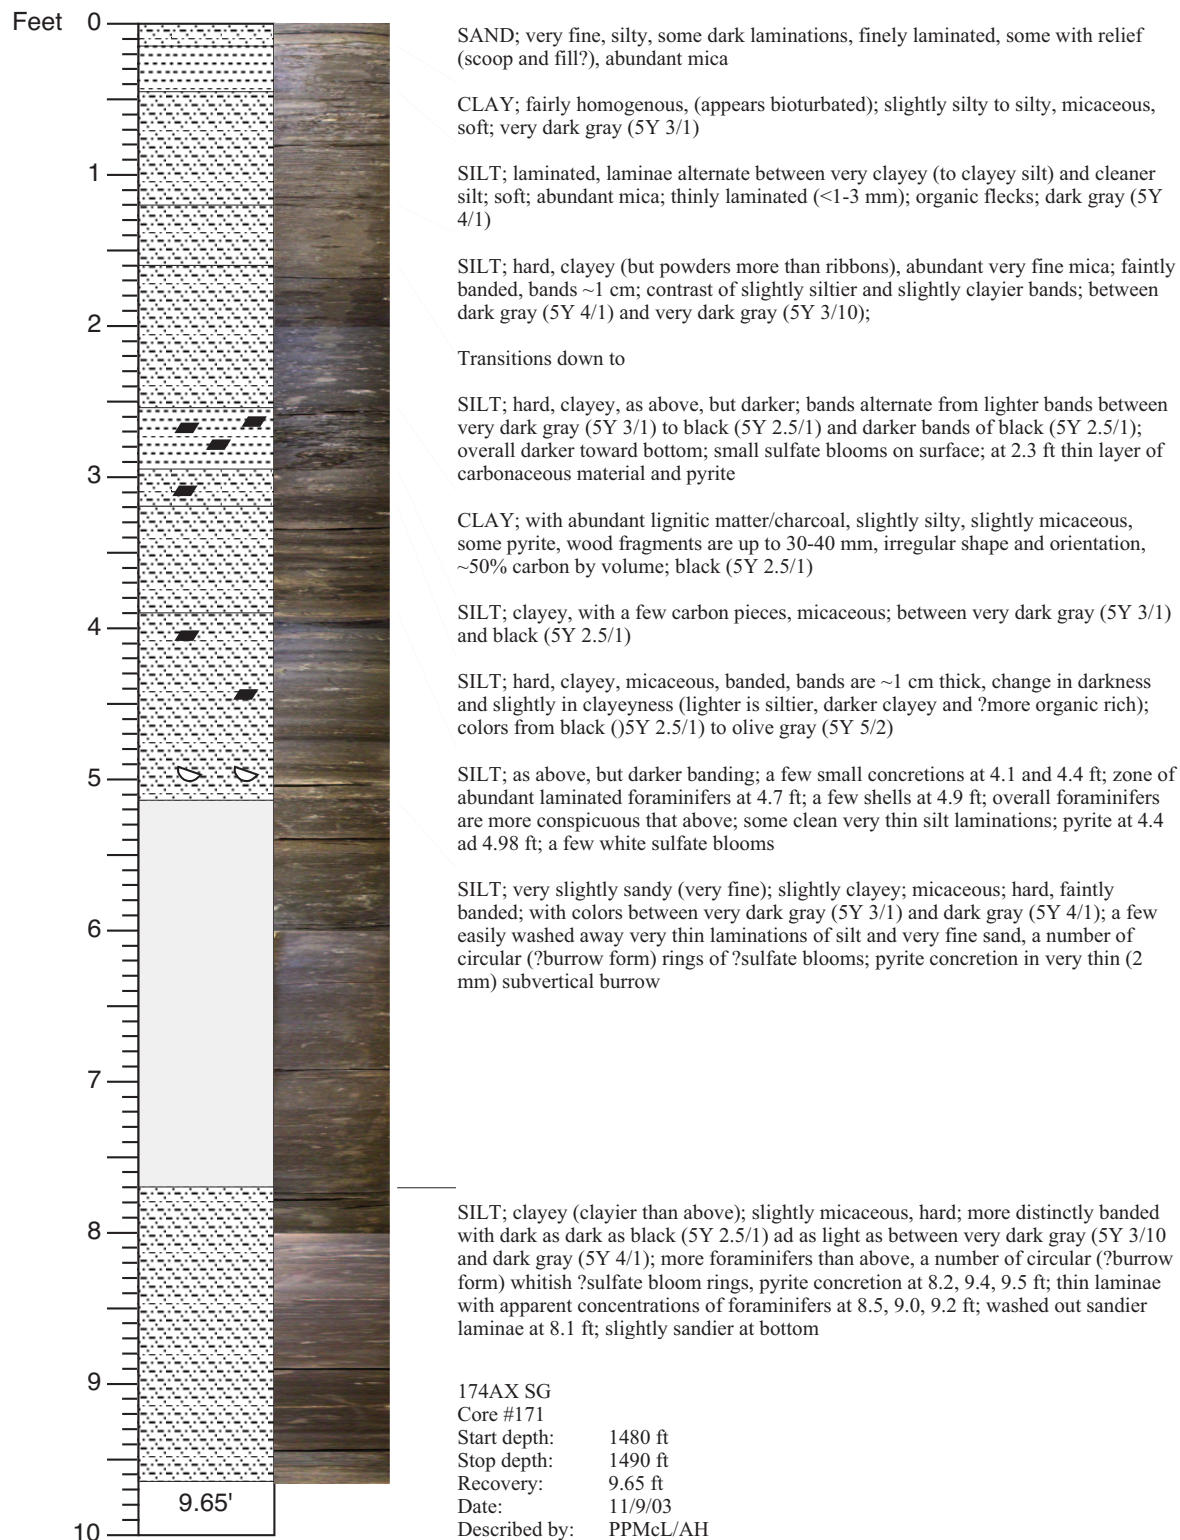 Feet
0
1
2
3
4
5
6
7
8
9
10
9.65'
SAND; very fine, silty, some dark laminations, finely laminated, some with relief
(scoop and fill?), abundant mica
CLAY; fairly homogenous, (appears bioturbated); slightly silty to silty, micaceous,
soft; very dark gray (5Y 3/1)
SILT; laminated, laminae alternate between very clayey (to clayey silt) and cleaner
silt; soft; abundant mica; thinly laminated (<1-3 mm); organic flecks; dark gray (5Y
4/1)
SILT; hard, clayey (but powders more than ribbons), abundant very fine mica; faintly
banded, bands ~1 cm; contrast of slightly siltier and slightly clayier bands; between
dark gray (5Y 4/1) and very dark gray (5Y 3/10);
Transitions down to
SILT; hard, clayey, as above, but darker; bands alternate from lighter bands between
very dark gray (5Y 3/1) to black (5Y 2.5/1) and darker bands of black (5Y 2.5/1);
overall darker toward bottom; small sulfate blooms on surface; at 2.3 ft thin layer of
carbonaceous material and pyrite
CLAY; with abundant lignitic matter/charcoal, slightly silty, slightly micaceous,
some pyrite, wood fragments are up to 30-40 mm, irregular shape and orientation,
~50% carbon by volume; black (5Y 2.5/1)
SILT; clayey, with a few carbon pieces, micaceous; between very dark gray (5Y 3/1)
and black (5Y 2.5/1)
SILT; hard, clayey, micaceous, banded, bands are ~1 cm thick, change in darkness
and slightly in clayeyness (lighter is siltier, darker clayey and ?more organic rich);
colors from black ()5Y 2.5/1) to olive gray (5Y 5/2)
SILT; as above, but darker banding; a few small concretions at 4.1 and 4.4 ft; zone of
abundant laminated foraminifers at 4.7 ft; a few shells at 4.9 ft; overall foraminifers
are more conspicuous that above; some clean very thin silt laminations; pyrite at 4.4
ad 4.98 ft; a few white sulfate blooms
SILT; very slightly sandy (very fine); slightly clayey; micaceous; hard, faintly
banded; with colors between very dark gray (5Y 3/1) and dark gray (5Y 4/1); a few
easily washed away very thin laminations of silt and very fine sand, a number of
circular (?burrow form) rings of ?sulfate blooms; pyrite concretion in very thin (2
mm) subvertical burrow
SILT; clayey (clayier than above); slightly micaceous, hard; more distinctly banded
with dark as dark as black (5Y 2.5/1) ad as light as between very dark gray (5Y 3/10
and dark gray (5Y 4/1); more foraminifers than above, a number of circular (?burrow
form) whitish ?sulfate bloom rings, pyrite concretion at 8.2, 9.4, 9.5 ft; thin laminae
with apparent concentrations of foraminifers at 8.5, 9.0, 9.2 ft; washed out sandier
laminae at 8.1 ft; slightly sandier at bottom
174AX SG
Core #171
Start depth: 1480 ft
Stop depth: 1490 ft
Recovery: 9.65 ft
Date: 11/9/03
Described by: PPMcL/AH